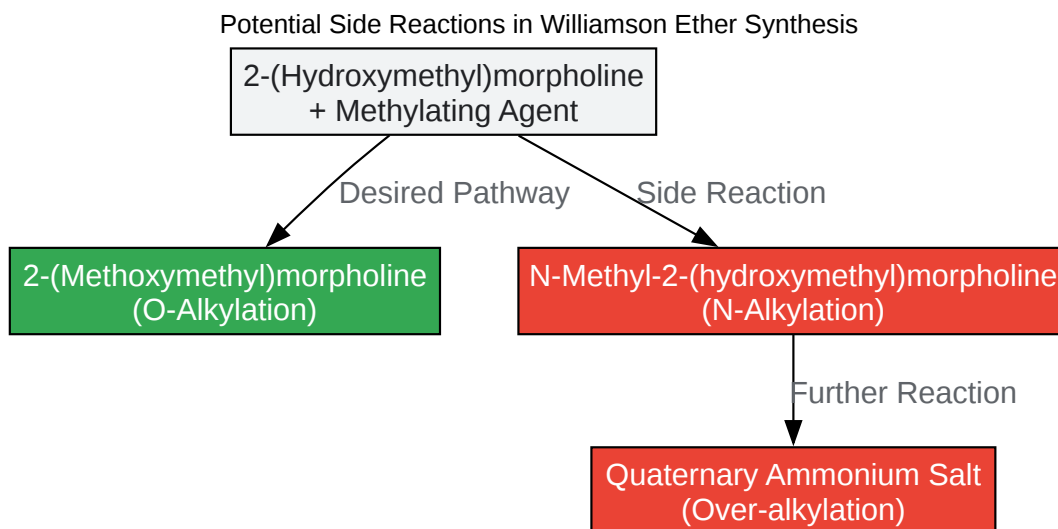 Potential Side Reactions in Williamson Ether Synthesis
2-(Hydroxymethyl)morpholine
+ Methylating Agent
Desired Pathway
Side Reaction
2-(Methoxymethyl)morpholine
(O-Alkylation)
N-Methyl-2-(hydroxymethyl)morpholine
(N-Alkylation)
Further Reaction
Quaternary Ammonium Salt
(Over-alkylation)